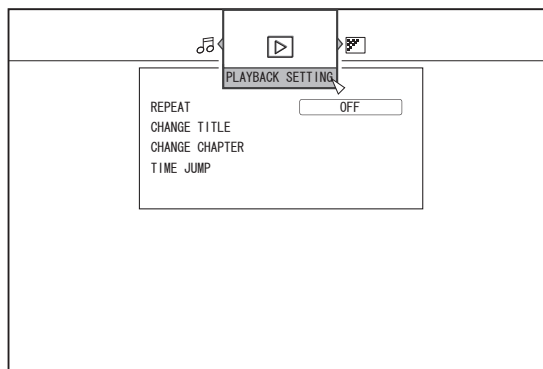 PLAYBACK SETTING
REPEAT OFF
CHANGE TITLE
CHANGE CHAPTER
TIME JUMP